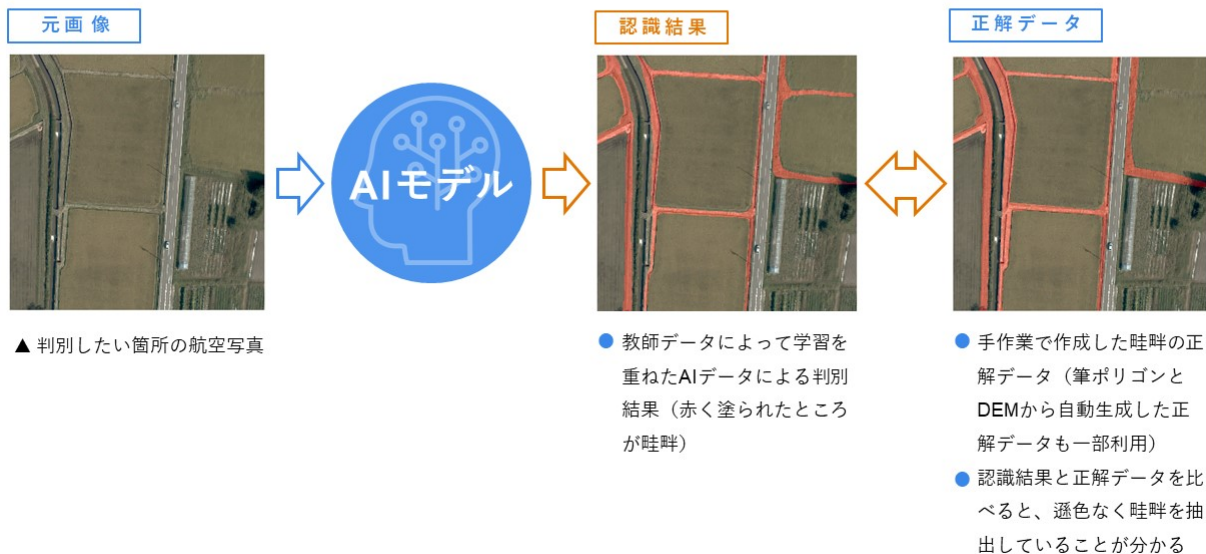 元画像
認識結果
正解データ
AIモデル
▲ 判別したい箇所の航空写真
● 教師データによって学習を
重ねたAIデータによる判別
結果（赤く塗られたところ
が畦畔）
● 手作業で作成した畦畔の正
解データ（筆ポリゴンと
DEMから自動生成した正
解データも一部利用）
● 認識結果と正解データを比
べると、遜色なく畦畔を抽
出していることが分かる